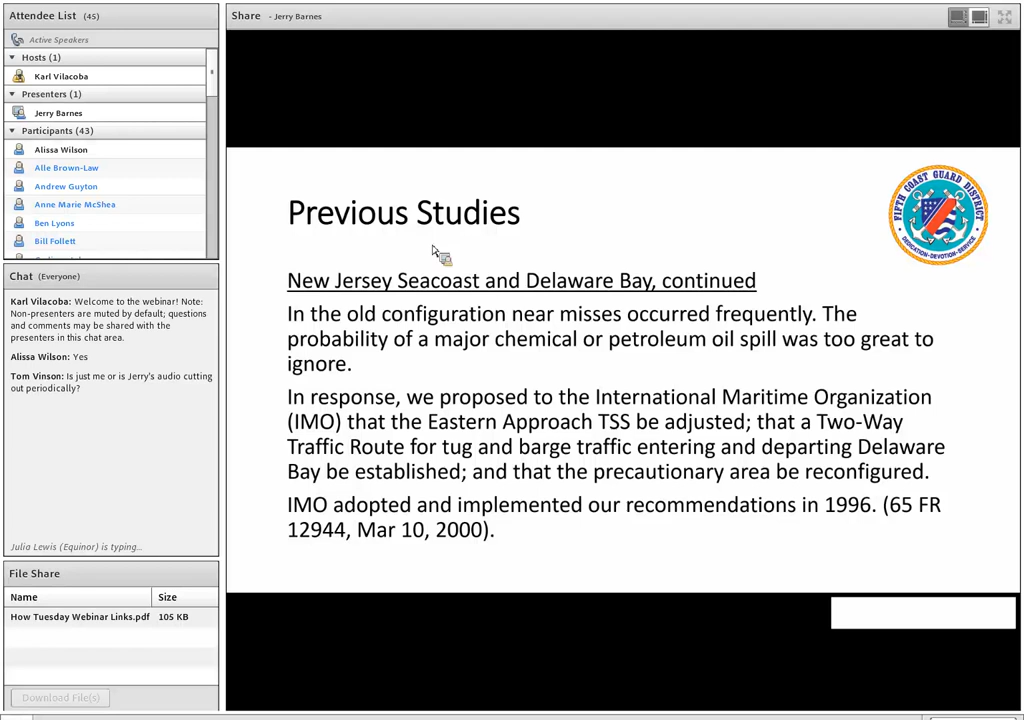 Attendee List (45)
Active Speakers
Hosts (1)
Karl Vilacoba
Presenters (1)
Jerry Barnes
Participants (43)
Alissa Wilson
Alle Brown-Law
Andrew Guyton
Anne Marie McShea
Ben Lyons
Bill Follett
Chat (Everyone)
Karl Vilacoba: Welcome to the webinar! Note:
Non-presenters are muted by default; questions
and comments may be shared with the
presenters in this chat area.
Alissa Wilson: Yes
Tom Vinson: Is just me or is Jerry's audio cutting
out periodically?
Julia Lewis (Equinor) is typing...
File Share
Name Size
How Tuesday Webinar Links.pdf 105 KB
Download File(s)
Share - Jerry Barnes
Previous Studies
FIFTH COAST GUARD DISTRICT
DEDICATION-DEVOTION-SERVICE
New Jersey Seacoast and Delaware Bay, continued
In the old configuration near misses occurred frequently. The
probability of a major chemical or petroleum oil spill was too great to
ignore.
In response, we proposed to the International Maritime Organization
(IMO) that the Eastern Approach TSS be adjusted; that a Two-Way
Traffic Route for tug and barge traffic entering and departing Delaware
Bay be established; and that the precautionary area be reconfigured.
IMO adopted and implemented our recommendations in 1996. (65 FR
12944, Mar 10, 2000).